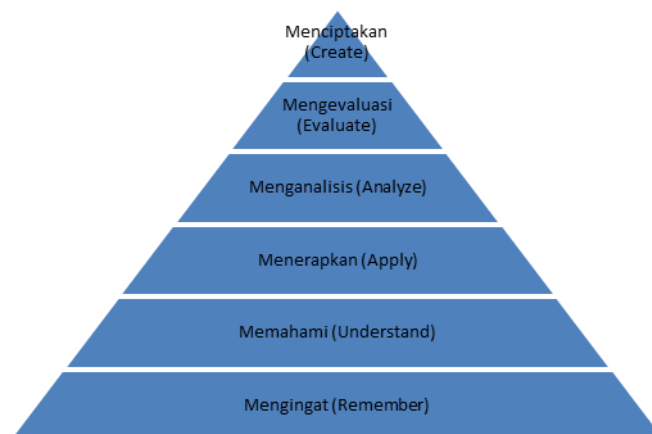 Menciptakan
(Create)
Mengevaluasi
(Evaluate)
Menganalisis (Analyze)
Menerapkan (Apply)
Memahami (Understand)
Mengingat (Remember)